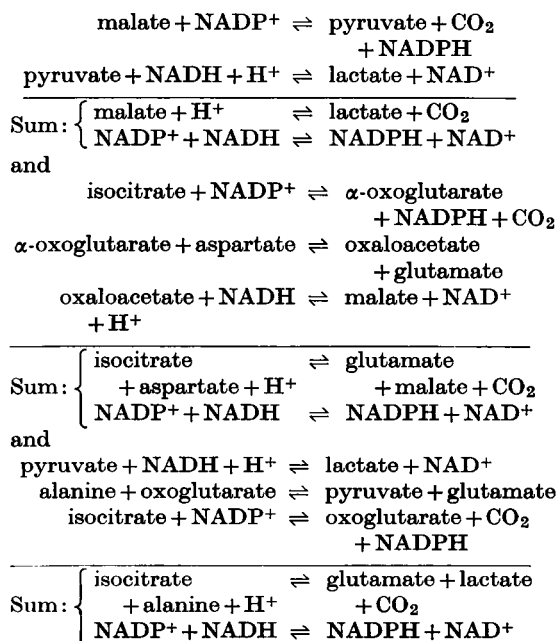 malate + NADP⁺ ⇌ pyruvate + CO₂
+ NADPH
pyruvate + NADH + H⁺ ⇌ lactate + NAD⁺
Sum: { malate + H⁺ ⇌ lactate + CO₂
NADP⁺ + NADH ⇌ NADPH + NAD⁺
and
isocitrate + NADP⁺ ⇌ α-oxoglutarate
+ NADPH + CO₂
α-oxoglutarate + aspartate ⇌ oxaloacetate
+ glutamate
oxaloacetate + NADH ⇌ malate + NAD⁺
+ H⁺
Sum: { isocitrate ⇌ glutamate
+ aspartate + H⁺ + malate + CO₂
NADP⁺ + NADH ⇌ NADPH + NAD⁺
and
pyruvate + NADH + H⁺ ⇌ lactate + NAD⁺
alanine + oxoglutarate ⇌ pyruvate + glutamate
isocitrate + NADP⁺ ⇌ oxoglutarate + CO₂
+ NADPH
Sum: { isocitrate ⇌ glutamate + lactate
+ alanine + H⁺ + CO₂
NADP⁺ + NADH ⇌ NADPH + NAD⁺